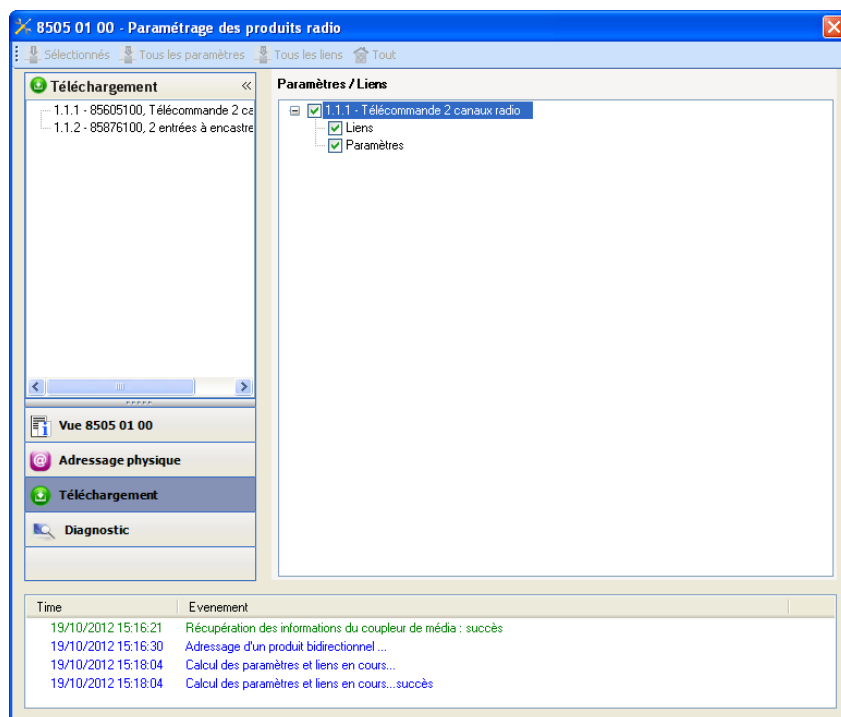 8505 01 00 - Paramétrage des produits radio
Sélectionnés Tous les paramètres Tous les liens Tout
Téléchargement
1.1.1 - 85605100, Télécommande 2 ca
1.1.2 - 85876100, 2 entrées à encastre
Vue 8505 01 00
Adressage physique
Téléchargement
Diagnostic
Paramètres / Liens
1.1.1 - Télécommande 2 canaux radio
Liens
Paramètres
Time Evenement
19/10/2012 15:16:21 Récupération des informations du coupleur de média : succès
19/10/2012 15:16:30 Adressage d'un produit bidirectionnel ...
19/10/2012 15:18:04 Calcul des paramètres et liens en cours...
19/10/2012 15:18:04 Calcul des paramètres et liens en cours...succès